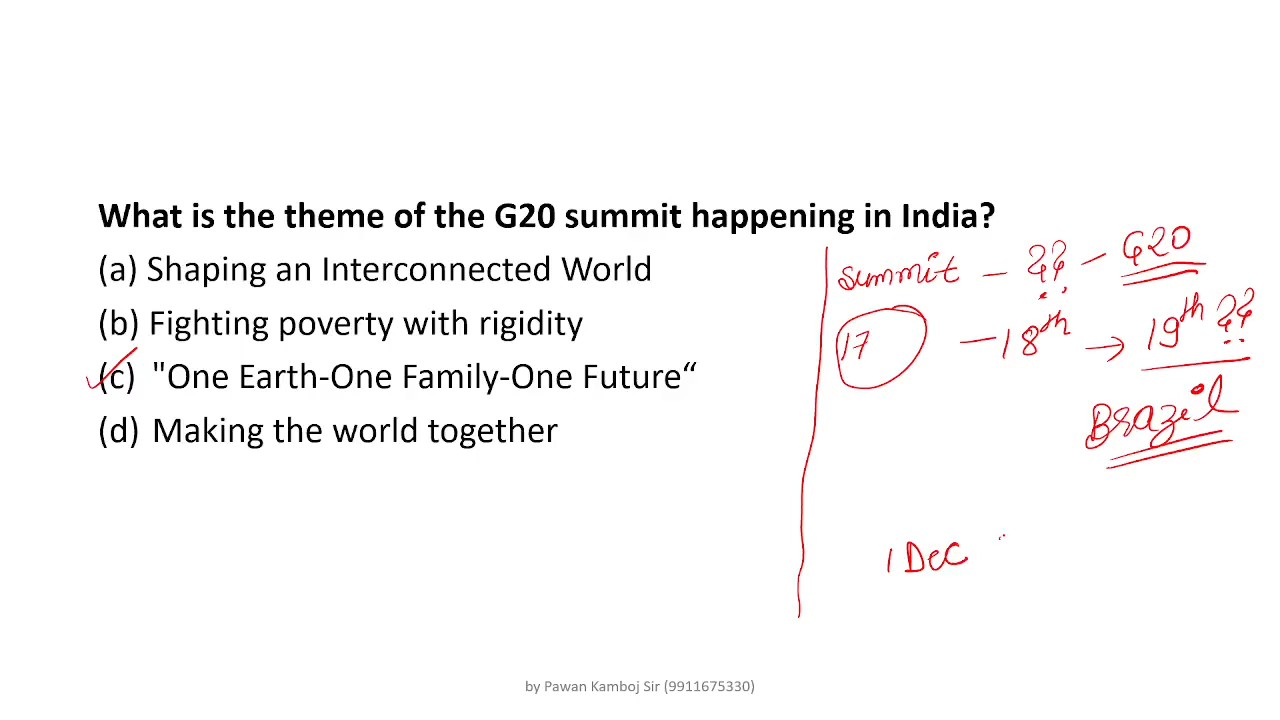 What is the theme of the G20 summit happening in India?
(a) Shaping an Interconnected World
(b) Fighting poverty with rigidity
(c) "One Earth-One Family-One Future“
(d) Making the world together
summit - ?? - G20
17 - 18th → 19th ??
Brazil
1 Dec
by Pawan Kamboj Sir (9911675330)